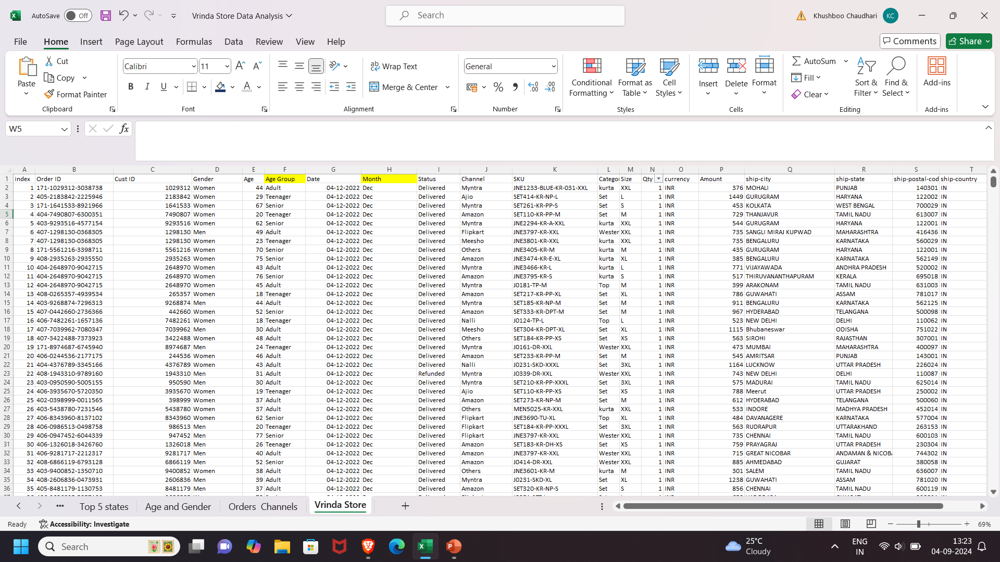 AutoSave Off Vrinda Store Data Analysis Search Khushboo Chaudhari KC
File Home Insert Page Layout Formulas Data Review View Help Comments Share
Paste Cut Copy Format Painter Clipboard
Calibri 11 B I U A Font
Wrap Text Merge & Center Alignment
General % Number
Conditional Formatting Format as Table Cell Styles Styles
Insert Delete Format Cells
AutoSum Fill Clear Sort & Filter Find & Select Editing
Add-ins Add-ins
W5 fx
A B C D E F G H I J K L M N O P Q R S T
1 index Order ID Cust ID Gender Age Age Group Date Month Status Channel SKU Categor Size Qty currency Amount ship-city ship-state ship-postal-cod ship-country
2 1 171-1029312-3038738 1029312 Women 44 Adult 04-12-2022 Dec Delivered Myntra JNE1233-BLUE-KR-031-XXL kurta XXL 1 INR 376 MOHALI PUNJAB 140301 IN
3 2 405-2183842-2225946 2183842 Women 29 Teenager 04-12-2022 Dec Delivered Ajio SET414-KR-NP-L Set L 1 INR 1449 GURUGRAM HARYANA 122002 IN
4 3 171-1641533-8921966 1641533 Women 67 Senior 04-12-2022 Dec Delivered Myntra SET261-KR-PP-S Set S 1 INR 453 KOLKATA WEST BENGAL 700029 IN
5 4 404-7490807-6300351 7490807 Women 20 Teenager 04-12-2022 Dec Delivered Amazon SET110-KR-PP-M Set M 1 INR 729 THANJAVUR TAMIL NADU 613007 IN
6 5 403-9293516-4577154 9293516 Women 62 Senior 04-12-2022 Dec Delivered Myntra JNE2294-KR-A-XXL kurta XXL 1 INR 544 GURUGRAM HARYANA 122001 IN
7 6 407-1298130-0368305 1298130 Men 49 Adult 04-12-2022 Dec Delivered Flipkart JNE3797-KR-XXL Wester XXL 1 INR 735 SANGLI MIRAJ KUPWAD MAHARASHTRA 416436 IN
8 7 407-1298130-0368305 1298130 Women 23 Teenager 04-12-2022 Dec Delivered Meesho JNE3801-KR-XXL kurta XXL 1 INR 735 BENGALURU KARNATAKA 560029 IN
9 8 171-5561216-3398711 5561216 Women 70 Senior 04-12-2022 Dec Delivered Others JNE3405-KR-M kurta M 1 INR 435 GURUGRAM HARYANA 122001 IN
10 9 408-2935263-2935550 2935263 Women 75 Senior 04-12-2022 Dec Delivered Amazon JNE3474-KR-E-XL kurta XL 1 INR 385 BENGALURU KARNATAKA 562149 IN
11 10 404-2648970-9042715 2648970 Women 43 Adult 04-12-2022 Dec Delivered Myntra JNE3466-KR-L kurta L 1 INR 771 VIJAYAWADA ANDHRA PRADESH 520002 IN
12 11 404-2648970-9042715 2648970 Women 76 Senior 04-12-2022 Dec Delivered Amazon JNE3795-KR-S kurta S 1 INR 517 THIRUVANANTHAPURAM KERALA 695018 IN
13 12 404-2648970-9042715 2648970 Women 45 Adult 04-12-2022 Dec Delivered Myntra J0181-TP-M Top M 1 INR 399 ARAKONAM TAMIL NADU 631003 IN
14 13 408-0265357-4939534 265357 Women 18 Teenager 04-12-2022 Dec Delivered Amazon SET217-KR-PP-XL Set XL 1 INR 786 GUWAHATI ASSAM 781017 IN
15 14 403-9268874-7296313 9268874 Men 44 Adult 04-12-2022 Dec Delivered Myntra SET185-KR-NP-M Set M 1 INR 911 BENGALURU KARNATAKA 562125 IN
16 15 407-0442660-2736366 442660 Women 52 Senior 04-12-2022 Dec Delivered Amazon SET333-KR-DPT-M Set M 1 INR 967 HYDERABAD TELANGANA 500098 IN
17 16 406-7482261-1657136 7482261 Women 18 Teenager 04-12-2022 Dec Delivered Nalli J0124-TP-L Top L 1 INR 523 NEW DELHI DELHI 110062 IN
18 17 407-7039962-7080347 7039962 Men 30 Adult 04-12-2022 Dec Delivered Meesho SET304-KR-DPT-XL Set XL 1 INR 1115 Bhubaneswar ODISHA 751022 IN
19 18 407-3422488-7373923 3422488 Women 48 Adult 04-12-2022 Dec Delivered Others SET184-KR-PP-XS Set XS 1 INR 563 SIROHI RAJASTHAN 307001 IN
20 19 171-8974687-6745940 8974687 Men 24 Teenager 04-12-2022 Dec Delivered Myntra J0161-DR-XXL Wester XXL 1 INR 473 MUMBAI MAHARASHTRA 400097 IN
21 20 406-0244536-2177175 244536 Women 46 Adult 04-12-2022 Dec Delivered Amazon SET233-KR-PP-M Set M 1 INR 545 AMRITSAR PUNJAB 143001 IN
22 21 404-4376789-3345166 4376789 Women 43 Adult 04-12-2022 Dec Delivered Nalli J0231-SKD-XXXL Set 3XL 1 INR 1164 LUCKNOW UTTAR PRADESH 226024 IN
23 22 408-1943310-9789160 1943310 Men 31 Adult 04-12-2022 Dec Refunded Myntra J0339-DR-XXL Wester XXL 1 INR 743 NEW DELHI DELHI 110087 IN
24 23 403-0950590-5005155 950590 Men 30 Adult 04-12-2022 Dec Delivered Myntra SET210-KR-PP-XXXL Set 3XL 1 INR 575 MADURAI TAMIL NADU 625014 IN
25 24 406-3935670-5720350 3935670 Women 19 Teenager 04-12-2022 Dec Delivered Ajio SET110-KR-PP-XS Set XS 1 INR 788 Meerut UTTAR PRADESH 250002 IN
26 25 402-0398999-0011565 398999 Women 37 Adult 04-12-2022 Dec Delivered Amazon SET273-KR-NP-M Set M 1 INR 612 HYDERABAD TELANGANA 500060 IN
27 26 403-5438780-7231546 5438780 Women 37 Adult 04-12-2022 Dec Delivered Others MEN5025-KR-XXL kurta XXL 1 INR 533 INDORE MADHYA PRADESH 452014 IN
28 27 406-8343960-8137102 8343960 Women 62 Senior 04-12-2022 Dec Delivered Flipkart JNE3690-TU-XL Top XL 1 INR 484 DAVANAGERE KARNATAKA 577004 IN
29 28 406-0986513-0498758 986513 Men 20 Teenager 04-12-2022 Dec Delivered Flipkart SET184-KR-PP-XXXL Set 3XL 1 INR 563 RUDRAPUR UTTARAKHAND 263153 IN
30 29 406-0947452-6044339 947452 Men 77 Senior 04-12-2022 Dec Delivered Flipkart JNE3797-KR-XXL Wester XXL 1 INR 735 CHENNAI TAMIL NADU 600103 IN
31 30 406-1326018-3426760 1326018 Men 26 Teenager 04-12-2022 Dec Delivered Amazon SET183-KR-DH-XS Set XS 1 INR 759 PRAYAGRAJ UTTAR PRADESH 230304 IN
32 31 406-9281717-2212317 9281717 Men 40 Adult 04-12-2022 Dec Delivered Amazon JNE3797-KR-XXL Wester XXL 1 INR 715 GREAT NICOBAR ANDAMAN & NICOB 744302 IN
33 32 408-6866119-6793128 6866119 Men 52 Senior 04-12-2022 Dec Delivered Amazon J0414-DR-XXL Wester XXL 1 INR 885 AHMEDABAD GUJARAT 380058 IN
34 33 403-9400852-1350710 9400852 Women 38 Adult 04-12-2022 Dec Delivered Others JNE3601-KR-M kurta M 1 INR 301 SALEM TAMIL NADU 636007 IN
35 34 408-2606836-0473931 2606836 Men 39 Adult 04-12-2022 Dec Delivered Myntra J0231-SKD-XL Set XL 1 INR 1238 GUWAHATI ASSAM 781020 IN
36 35 405-8481179-1130753 8481179 Men 37 Adult 04-12-2022 Dec Delivered Amazon SET320-KR-NP-S Set S 1 INR 856 CHENNAI TAMIL NADU 600119 IN
Top 5 states Age and Gender Orders Channels Vrinda Store
Ready Accessibility: Investigate 69%
Search 25°C Cloudy ENG IN 13:23 04-09-2024